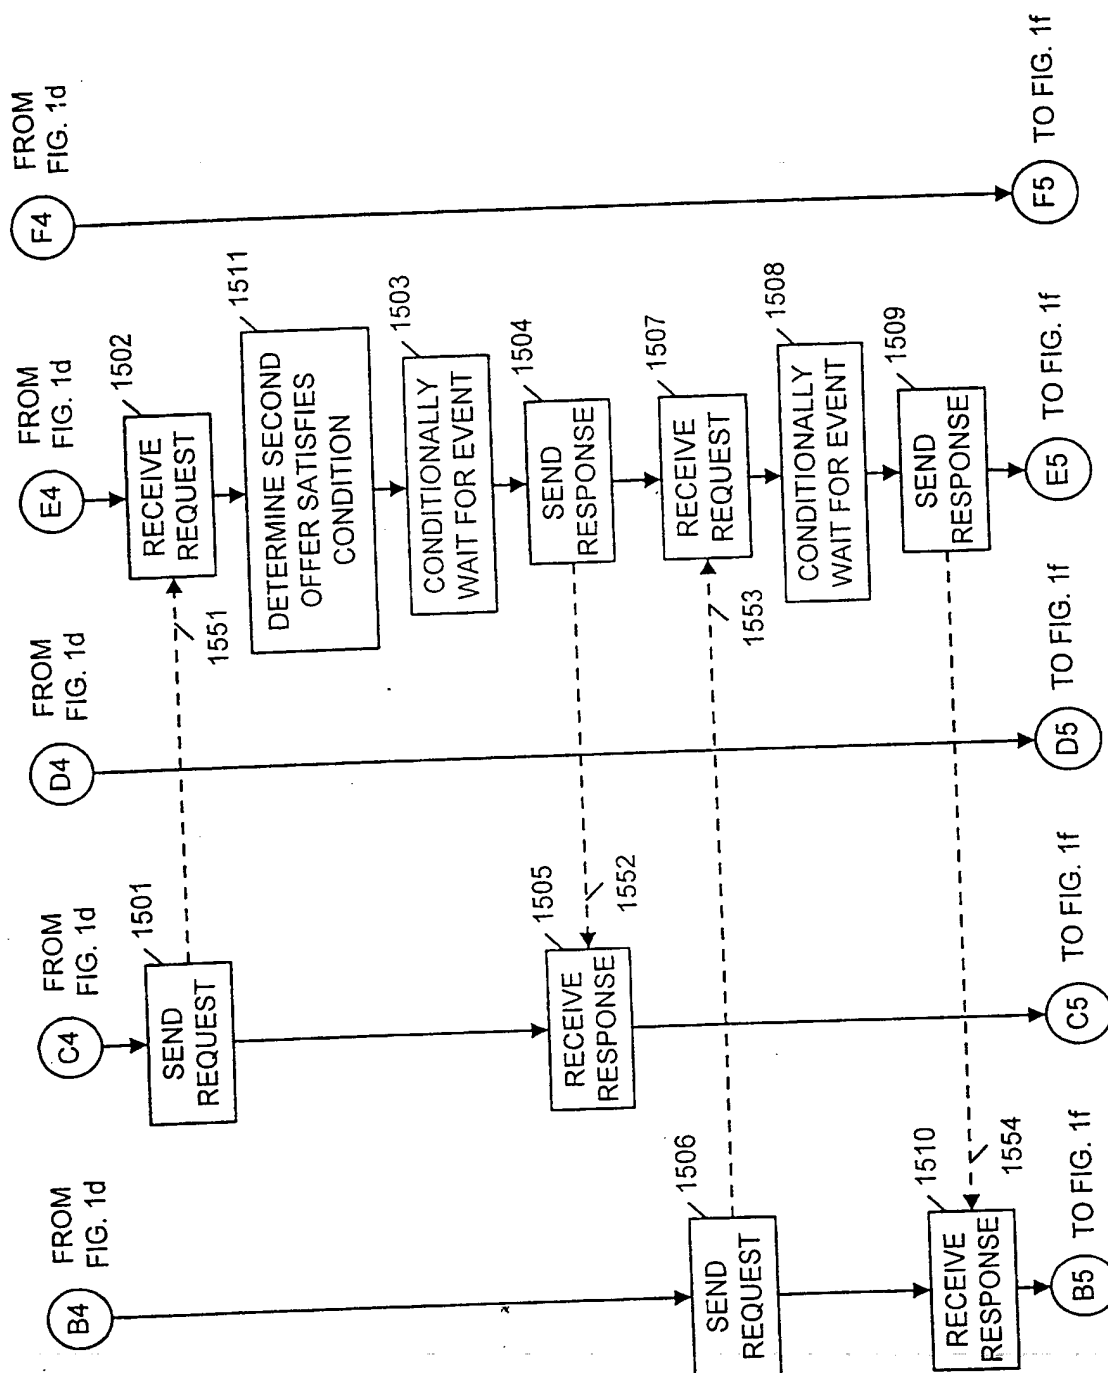 B4
FROM
FIG. 1d
C4
FROM
FIG. 1d
D4
FROM
FIG. 1d
E4
FROM
FIG. 1d
F4
FROM
FIG. 1d
1501
SEND
REQUEST
1551
1502
RECEIVE
REQUEST
1511
DETERMINE SECOND
OFFER SATISFIES
CONDITION
1503
CONDITIONALLY
WAIT FOR EVENT
1504
SEND
RESPONSE
1552
1505
RECEIVE
RESPONSE
1506
SEND
REQUEST
1553
1507
RECEIVE
REQUEST
1508
CONDITIONALLY
WAIT FOR EVENT
1509
SEND
RESPONSE
1554
1510
RECEIVE
RESPONSE
B5
TO FIG. 1f
C5
TO FIG. 1f
D5
TO FIG. 1f
E5
TO FIG. 1f
F5
TO FIG. 1f